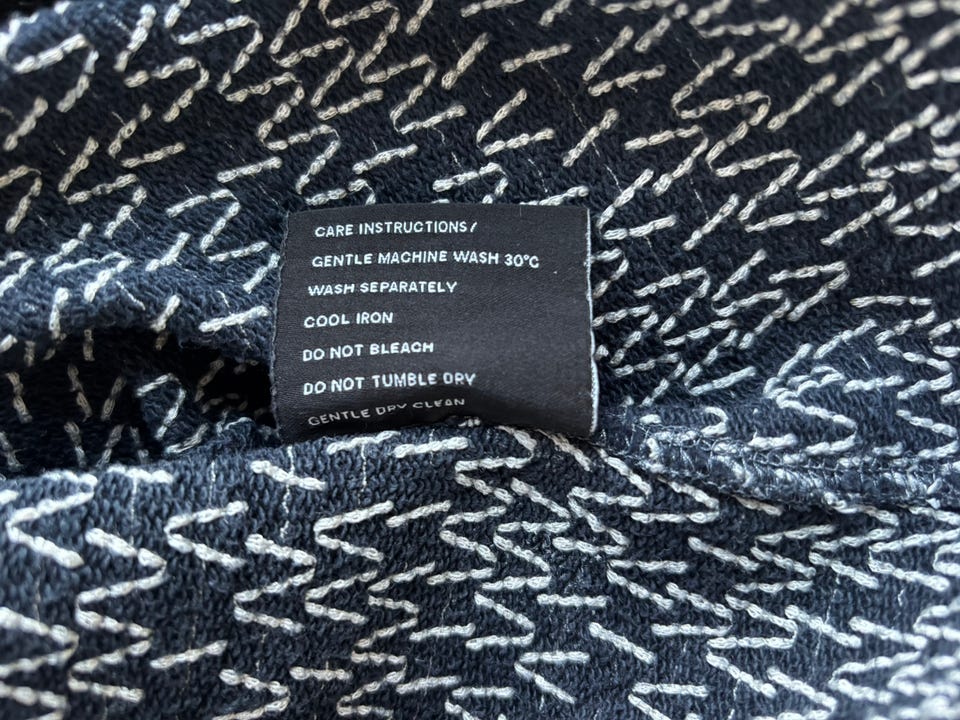 CARE INSTRUCTIONS/
GENTLE MACHINE WASH 30°C
WASH SEPARATELY
COOL IRON
DO NOT BLEACH
DO NOT TUMBLE DRY
GENTLE DRY CLEAN